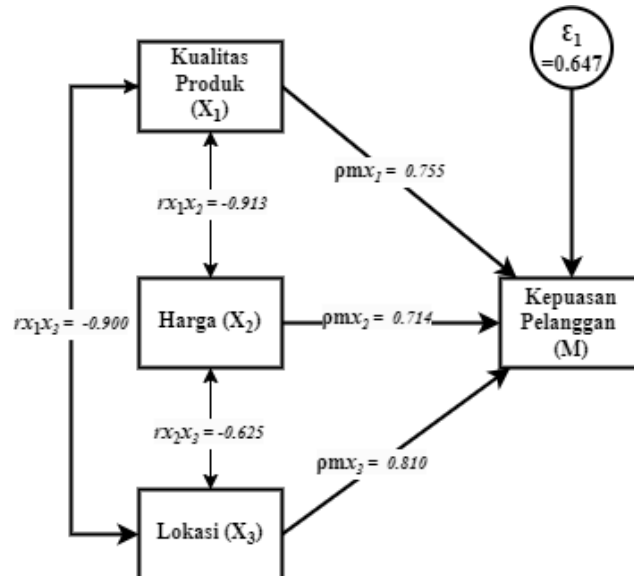 ε₁
=0.647
Kualitas
Produk
(X₁)
ρmx₁ = 0.755
rx₁x₂ = -0.913
Harga (X₂)
ρmx₂ = 0.714
Kepuasan
Pelanggan
(M)
rx₁x₃ = -0.900
rx₂x₃ = -0.625
ρmx₃ = 0.810
Lokasi (X₃)